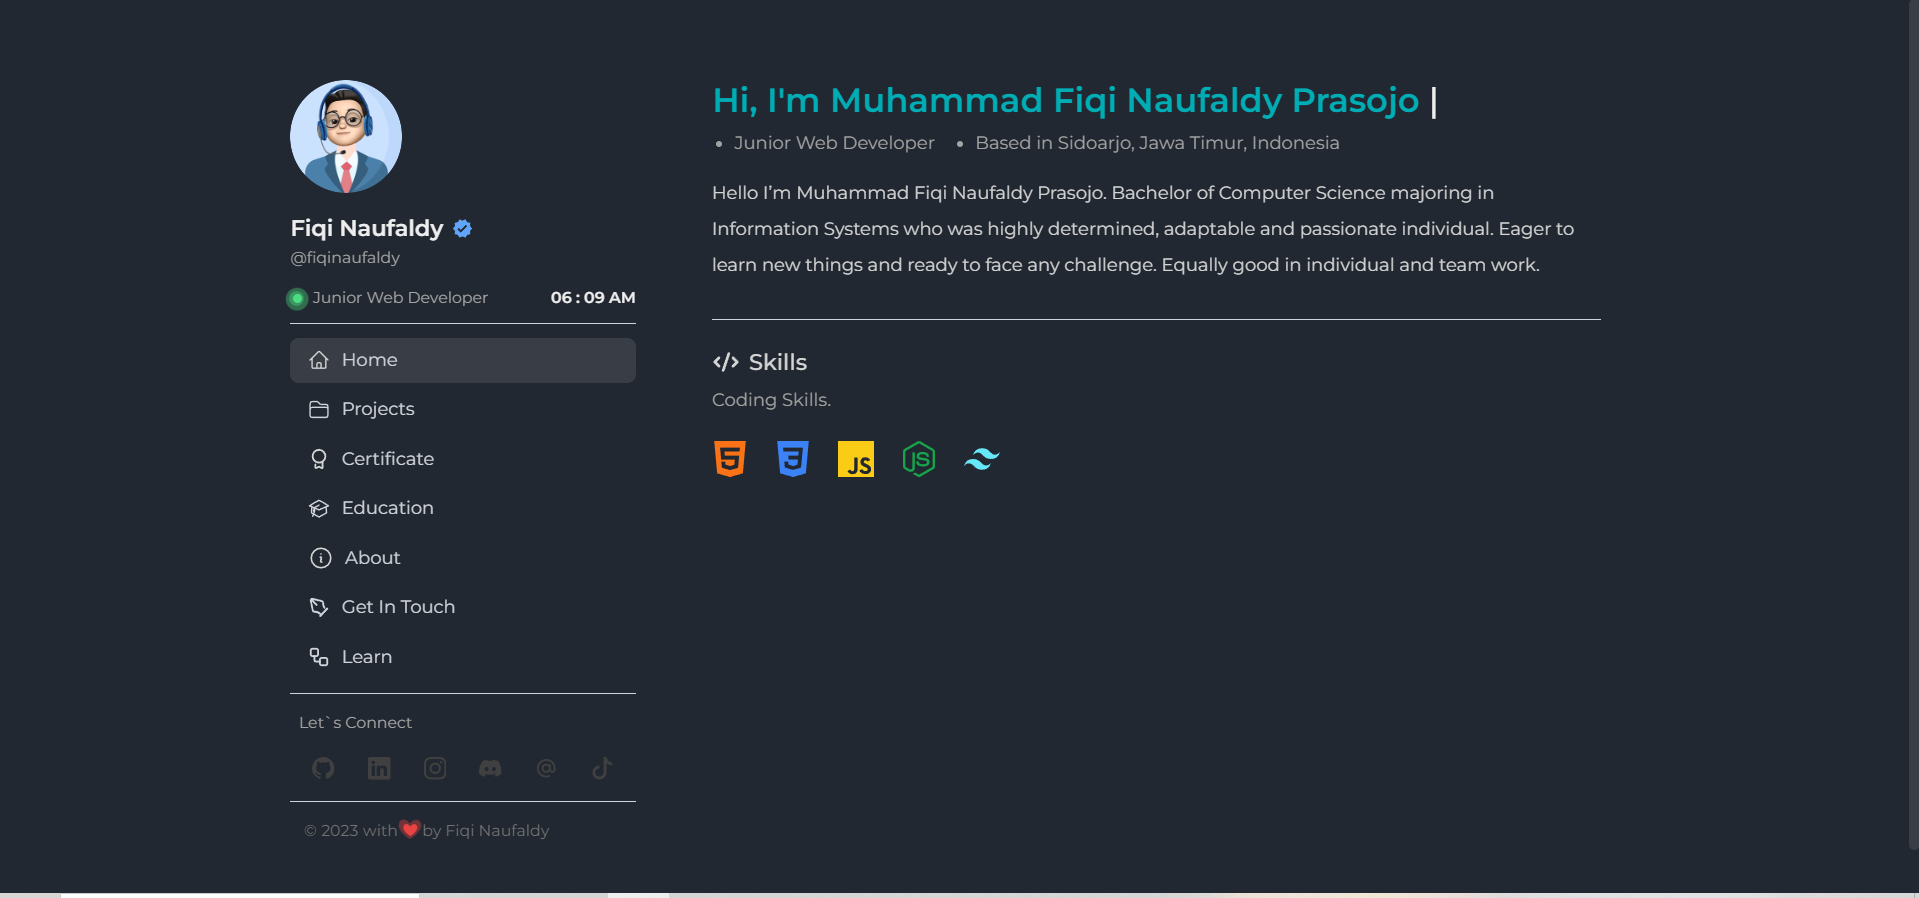 Fiqi Naufaldy
@fiqinaufaldy
Junior Web Developer 06 : 09 AM
Home
Projects
Certificate
Education
About
Get In Touch
Learn
Let`s Connect
© 2023 with by Fiqi Naufaldy
Hi, I'm Muhammad Fiqi Naufaldy Prasojo |
• Junior Web Developer • Based in Sidoarjo, Jawa Timur, Indonesia
Hello I’m Muhammad Fiqi Naufaldy Prasojo. Bachelor of Computer Science majoring in
Information Systems who was highly determined, adaptable and passionate individual. Eager to
learn new things and ready to face any challenge. Equally good in individual and team work.
</> Skills
Coding Skills.
5 3 JS JS